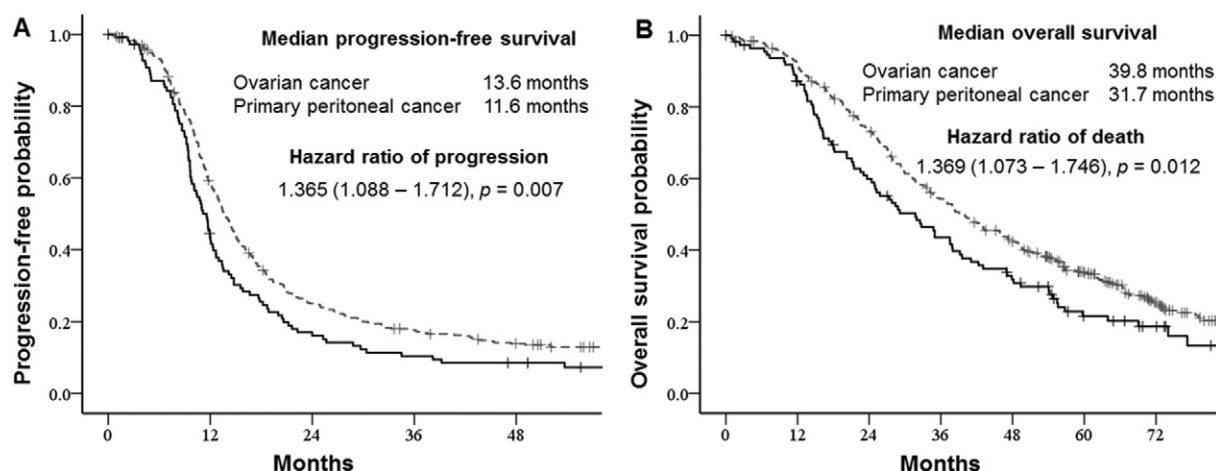 A
Median progression-free survival
Ovarian cancer 13.6 months
Primary peritoneal cancer 11.6 months
Hazard ratio of progression
1.365 (1.088 – 1.712), p = 0.007
Progression-free probability
1.0
0.8
0.6
0.4
0.2
0.0
0 12 24 36 48
Months
B
Median overall survival
Ovarian cancer 39.8 months
Primary peritoneal cancer 31.7 months
Hazard ratio of death
1.369 (1.073 – 1.746), p = 0.012
Overall survival probability
1.0
0.8
0.6
0.4
0.2
0.0
0 12 24 36 48 60 72
Months